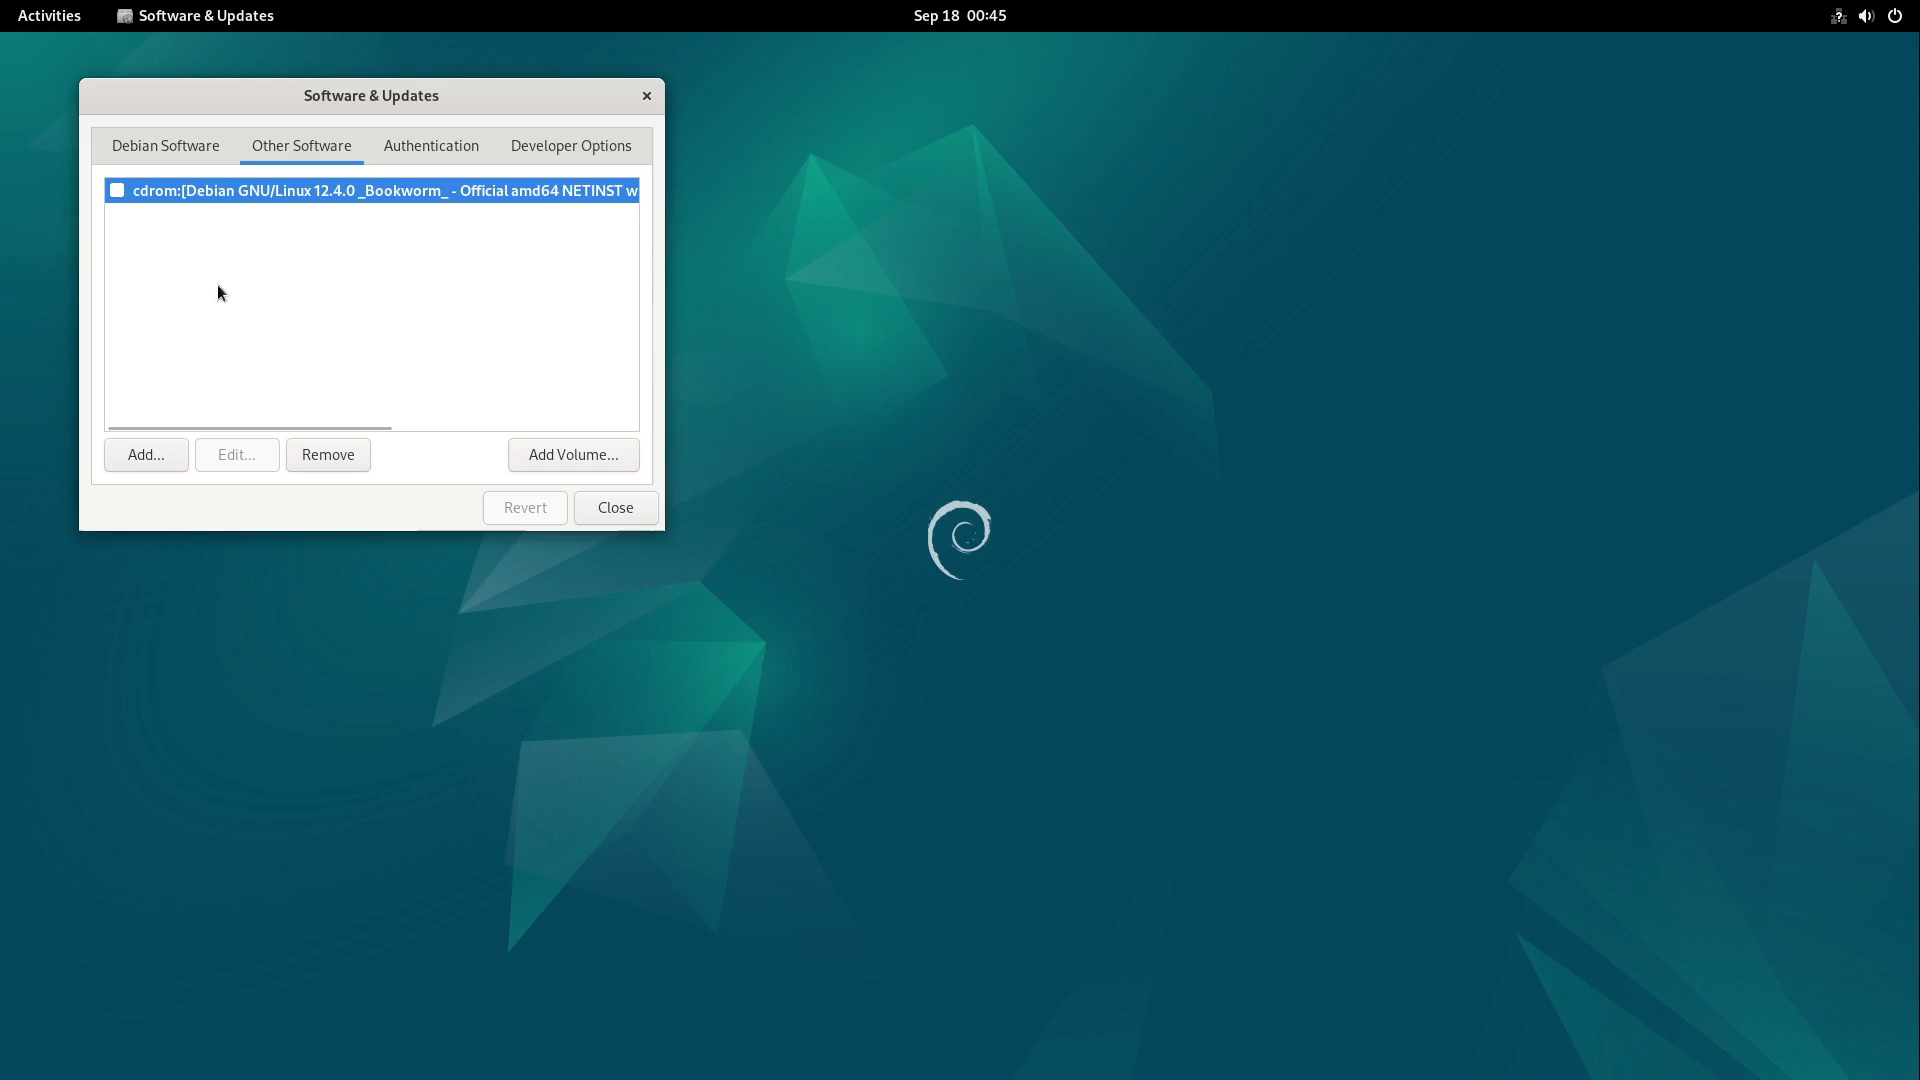 Activities Software & Updates Sep 18 00:45
Software & Updates
Debian Software Other Software Authentication Developer Options
cdrom:[Debian GNU/Linux 12.4.0 _Bookworm_ - Official amd64 NETINST w
Add... Edit... Remove Add Volume...
Revert Close